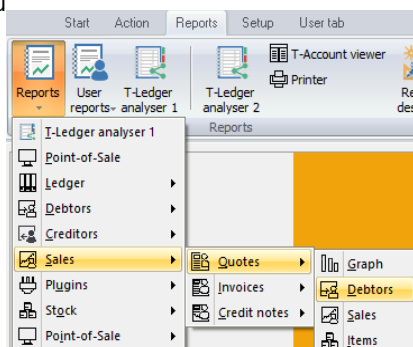 Start Action Reports Setup User tab
Reports
User reports
T-Ledger analyser 1
T-Ledger analyser 2
T-Account viewer
Printer
Reports
T-Ledger analyser 1
Point-of-Sale
Ledger
Debtors
Creditors
Sales
Plugins
Stock
Point-of-Sale
Quotes
Invoices
Credit notes
Graph
Debtors
Sales
Items